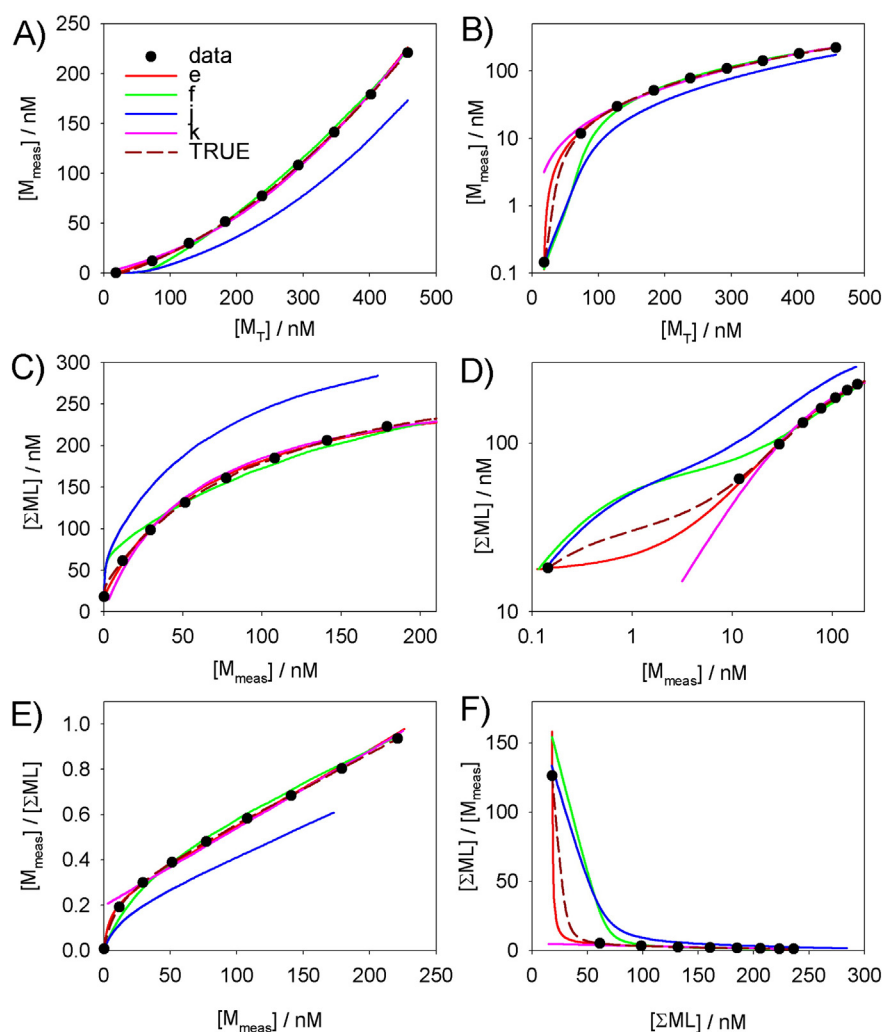 A)
250
200
150
100
50
0
0 100 200 300 400 500
[M_T] / nM
[M_meas] / nM
data
e
f
j
k
TRUE
B)
100
10
1
0.1
0 100 200 300 400 500
[M_T] / nM
[M_meas] / nM
C)
300
250
200
150
100
50
0
0 50 100 150 200
[M_meas] / nM
[ΣML] / nM
D)
100
10
0.1 1 10 100
[M_meas] / nM
[ΣML] / nM
E)
1.0
0.8
0.6
0.4
0.2
0.0
0 50 100 150 200 250
[M_meas] / nM
[M_meas] / [ΣML]
F)
150
100
50
0
0 50 100 150 200 250 300
[ΣML] / nM
[ΣML] / [M_meas]